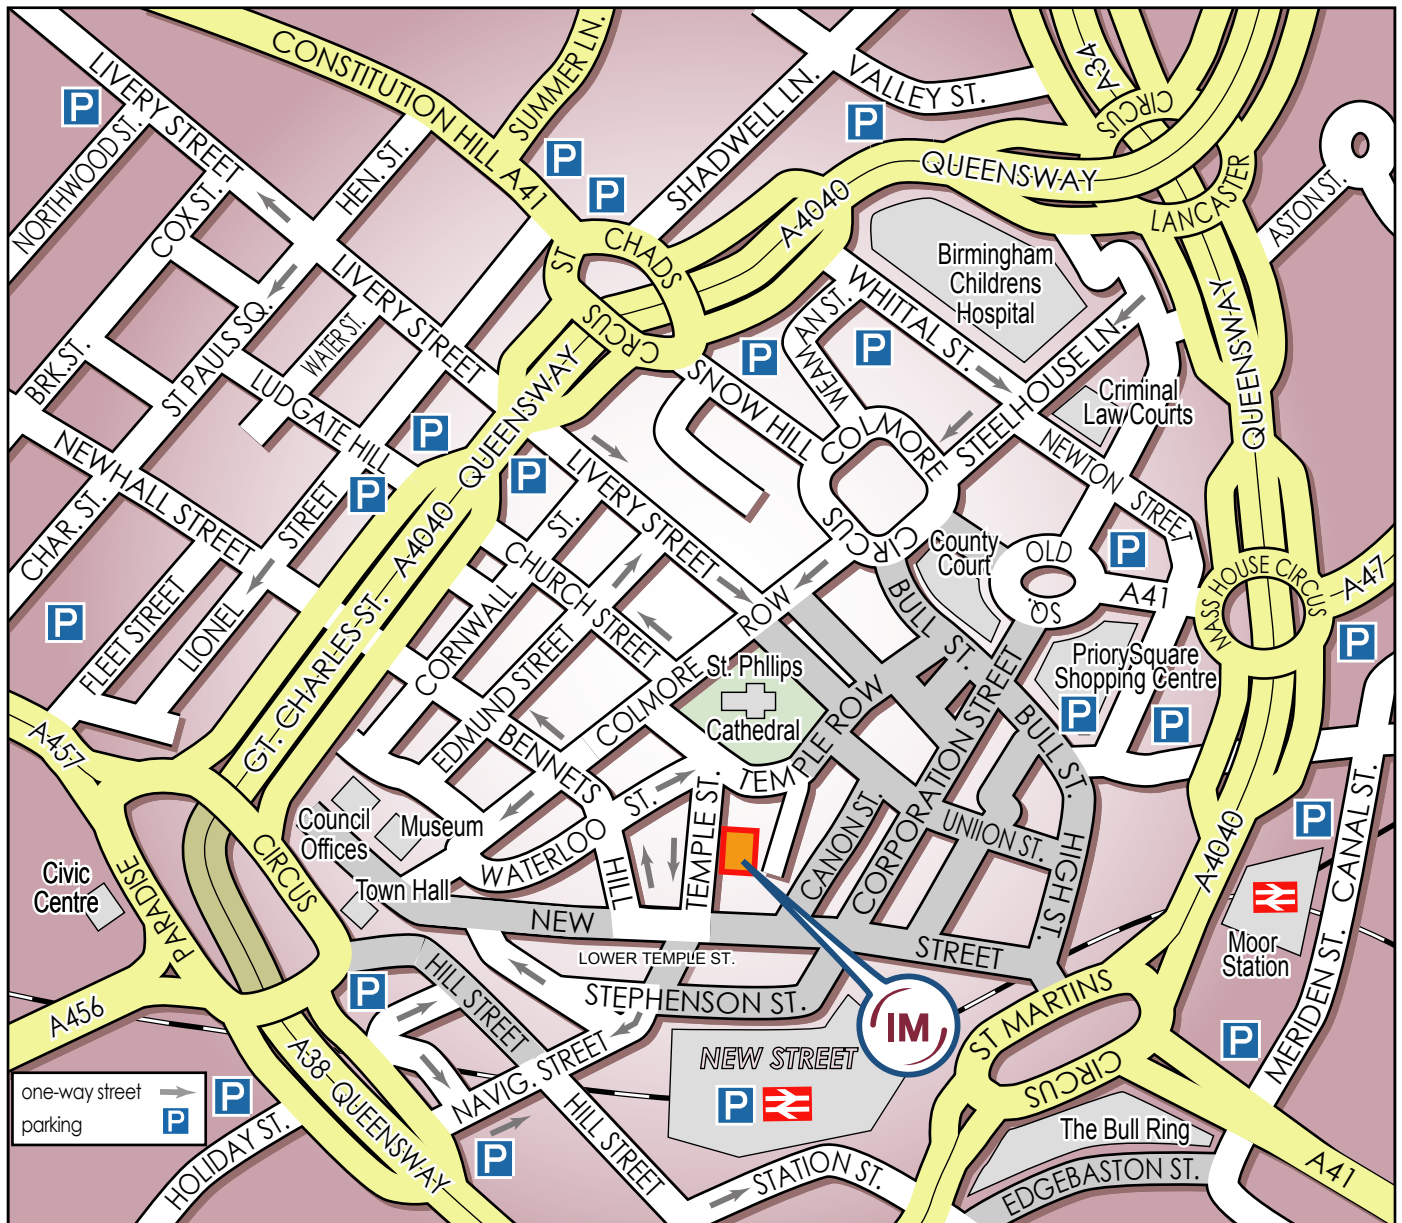 CONSTITUTION HILL A41
SUMMER LN.
LIVERY STREET
NORTHWOOD ST.
P
COX ST.
HEN. ST.
P
P
SHADWELL LN.
VALLEY ST.
P
A34
CIRCUS
QUEENSWAY
LANCASTER
ASTON ST.
A4040
ST
CHADS
CIRCUS
Birmingham
Childrens
Hospital
LIVERY STREET
ST PAULS SQ.
WATER ST.
BRK.ST.
LUDGATE HILL
QUEENSWAY
WHITTAL ST.
WEAMAN ST.
P
P
SNOW HILL
STEELHOUSE LN.
QUEENSWAY
Criminal
Law Courts
COLMORE
CIRCUS
NEWTON STREET
P
P
P
NEWHALL STREET
CHAR. ST.
LIONEL STREET
A4040
LIVERY STREET
CHURCH STREET
CORNWALL ST.
County
Court
OLD
SQ.
P
A41
MASS HOUSE CIRCUS
A47
P
P
FLEET STREET
GT. CHARLES ST.
EDMUND STREET
COLMORE ROW
BULL ST.
St. Phillips
Cathedral
PriorySquare
Shopping Centre
P
P
A457
BENNETS HILL
TEMPLE ROW
CORPORATION STREET
BULL ST.
WATERLOO ST.
TEMPLE ST.
CANON ST.
UNIION ST.
HIGH ST.
P
A4040
CANAL ST.
Council
Offices
Museum
Town Hall
Civic
Centre
PARADISE
CIRCUS
NEW STREET
LOWER TEMPLE ST.
STEPHENSON ST.
Moor
Station
MERIDEN ST.
P
HILL STREET
IM
ST MARTINS
CIRCUS
A456
A38 QUEENSWAY
NAVIG. STREET
NEW STREET
P
P
one-way street
parking
P
P
HOLIDAY ST.
P
HILL STREET
STATION ST.
The Bull Ring
EDGEBASTON ST.
A41